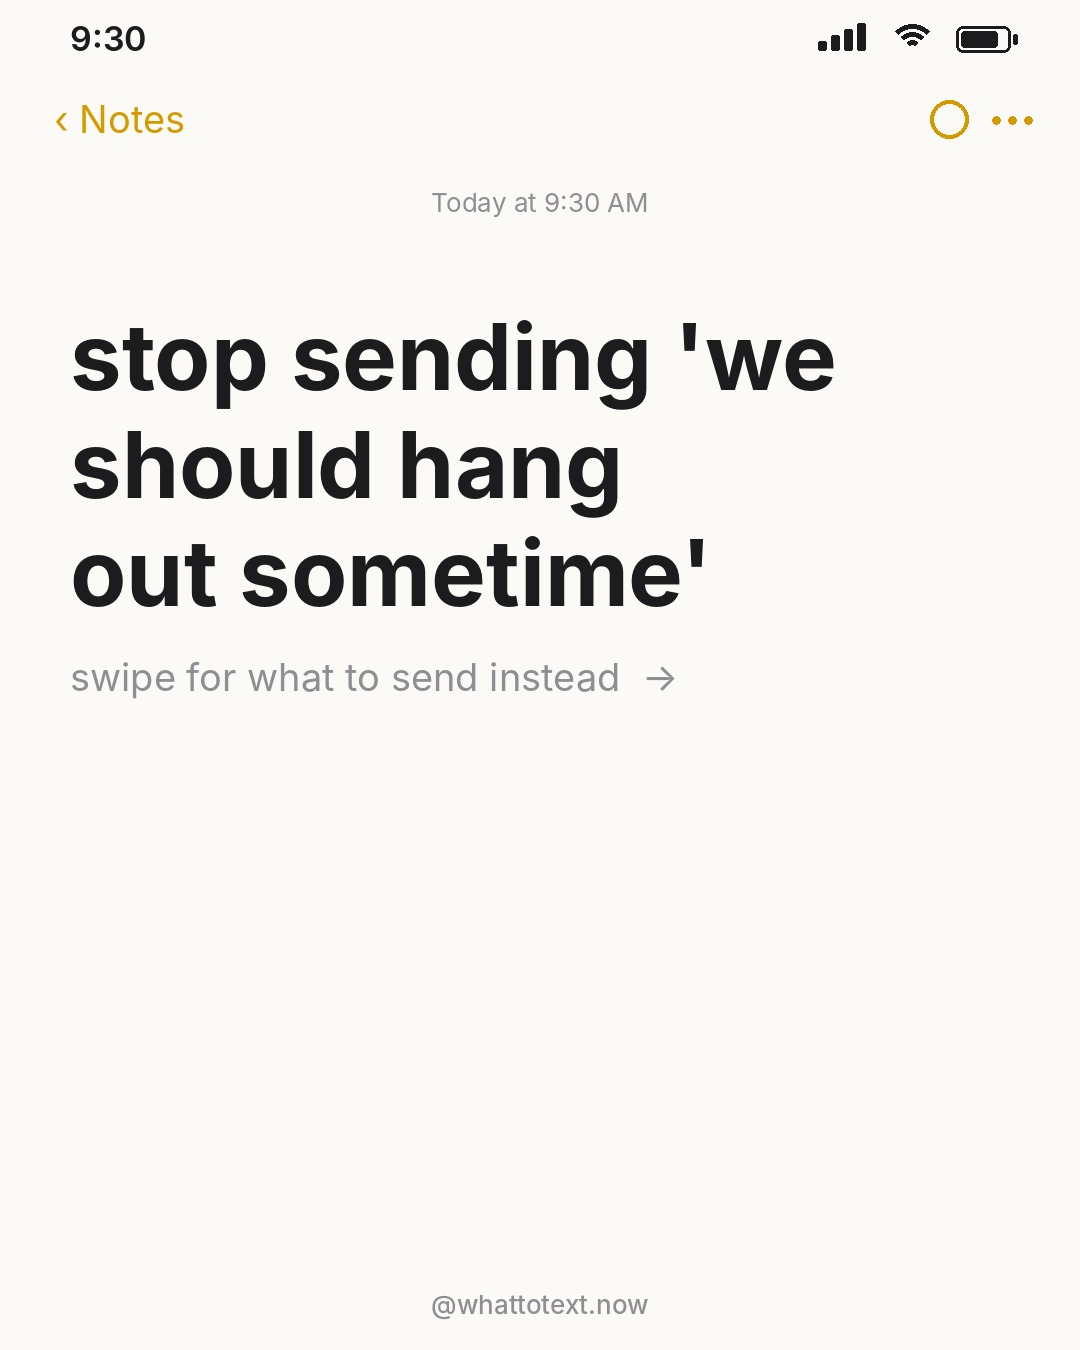 9:30
‹ Notes
Today at 9:30 AM
stop sending 'we
should hang
out sometime'
swipe for what to send instead →
@whattotext.now